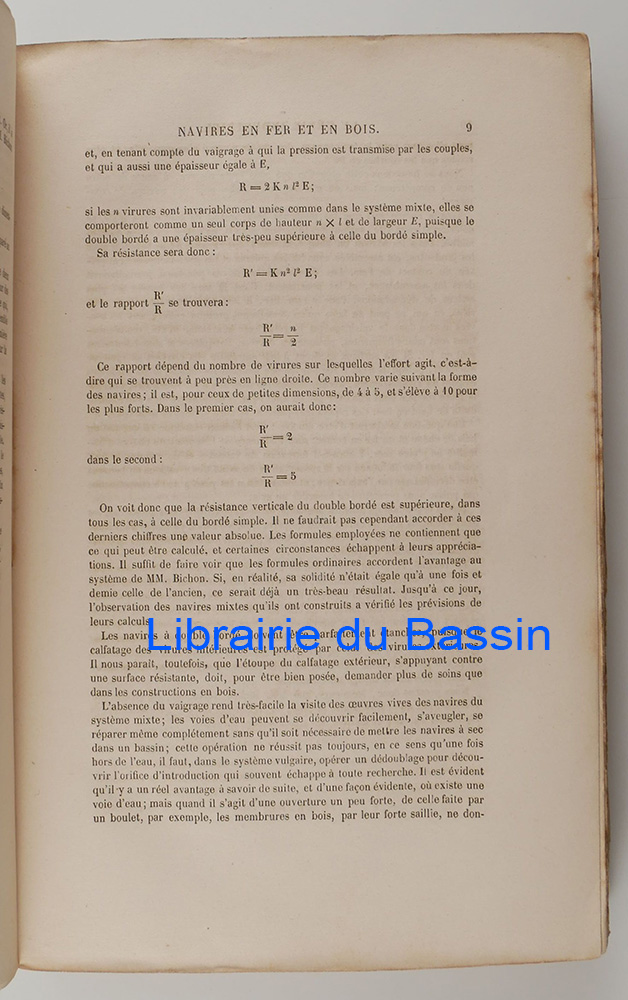 NAVIRES EN FER ET EN BOIS. 9
et, en tenant compte du vaigrage à qui la pression est transmise par les couples,
et qui a aussi une épaisseur égale à E,
R = 2 K n l² E;
si les n virures sont invariablement unies comme dans le système mixte, elles se
comporteront comme un seul corps de hauteur n × l et de largeur E, puisque le
double bordé a une épaisseur très-peu supérieure à celle du bordé simple.
Sa résistance sera donc :
R' = K n² l² E;
et le rapport R'/R se trouvera :
R'/R = n/2
Ce rapport dépend du nombre de virures sur lesquelles l'effort agit, c'est-à-
dire qui se trouvent à peu près en ligne droite. Ce nombre varie suivant la forme
des navires ; il est, pour ceux de petites dimensions, de 4 à 5, et s'élève à 10 pour
les plus forts. Dans le premier cas, on aurait donc:
R'/R = 2
dans le second :
R'/R = 5
On voit donc que la résistance verticale du double bordé est supérieure, dans
tous les cas, à celle du bordé simple. Il ne faudrait pas cependant accorder à ces
derniers chiffres une valeur absolue. Les formules employées ne contiennent que
ce qui peut être calculé, et certaines circonstances échappent à leurs apprécia-
tions. Il suffit de faire voir que les formules ordinaires accordent l'avantage au
système de MM. Bichon. Si, en réalité, sa solidité n'était égale qu'à une fois et
demie celle de l'ancien, ce serait déjà un très-beau résultat. Jusqu'à ce jour,
l'observation des navires mixtes qu'ils ont construits a vérifié les prévisions de
leurs calculs
Les navires à double bordé doivent être parfaitement étanches, puisque le
calfatage des virures intérieures est protégé par celui des virures extérieures.
Librairie du Bassin
Il nous paraît, toutefois, que l'étoupe du calfatage extérieur, s'appuyant contre
une surface résistante, doit, pour être bien posée, demander plus de soins que
dans les constructions en bois.
L'absence du vaigrage rend très-facile la visite des œuvres vives des navires du
système mixte; les voies d'eau peuvent se découvrir facilement, s'aveugler, se
réparer même complétement sans qu'il soit nécessaire de mettre les navires à sec
dans un bassin; cette opération ne réussit pas toujours, en ce sens qu'une fois
hors de l'eau, il faut, dans le système vulgaire, opérer un dédoublage pour décou-
vrir l'orifice d'introduction qui souvent échappe à toute recherche. Il est évident
qu'il y a un réel avantage à savoir de suite, et d'une façon évidente, où existe une
voie d'eau; mais quand il s'agit d'une ouverture un peu forte, de celle faite par
un boulet, par exemple, les membrures en bois, par leur forte saillie, ne don-